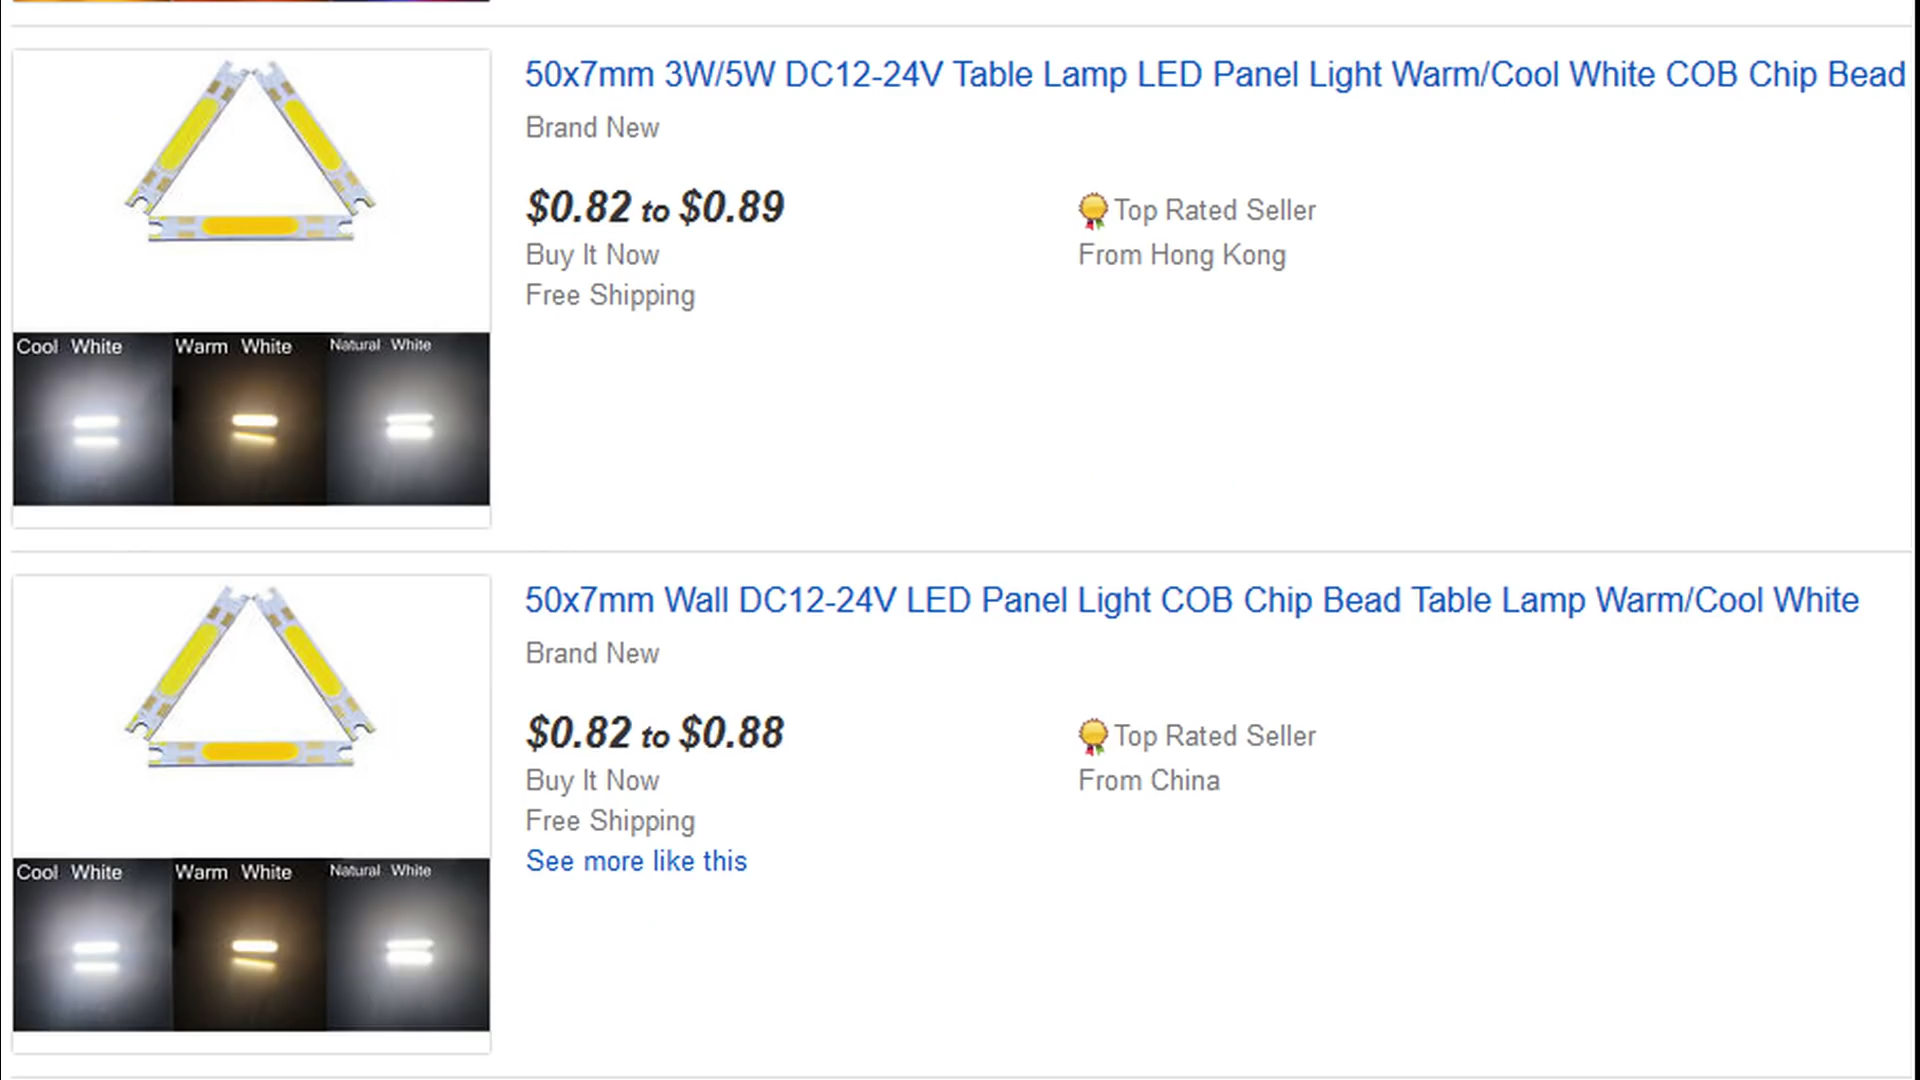 50x7mm 3W/5W DC12-24V Table Lamp LED Panel Light Warm/Cool White COB Chip Bead
Brand New
$0.82 to $0.89
Top Rated Seller
Buy It Now
From Hong Kong
Free Shipping
Cool White
Warm White
Natural White
50x7mm Wall DC12-24V LED Panel Light COB Chip Bead Table Lamp Warm/Cool White
Brand New
$0.82 to $0.88
Top Rated Seller
Buy It Now
From China
Free Shipping
See more like this
Cool White
Warm White
Natural White